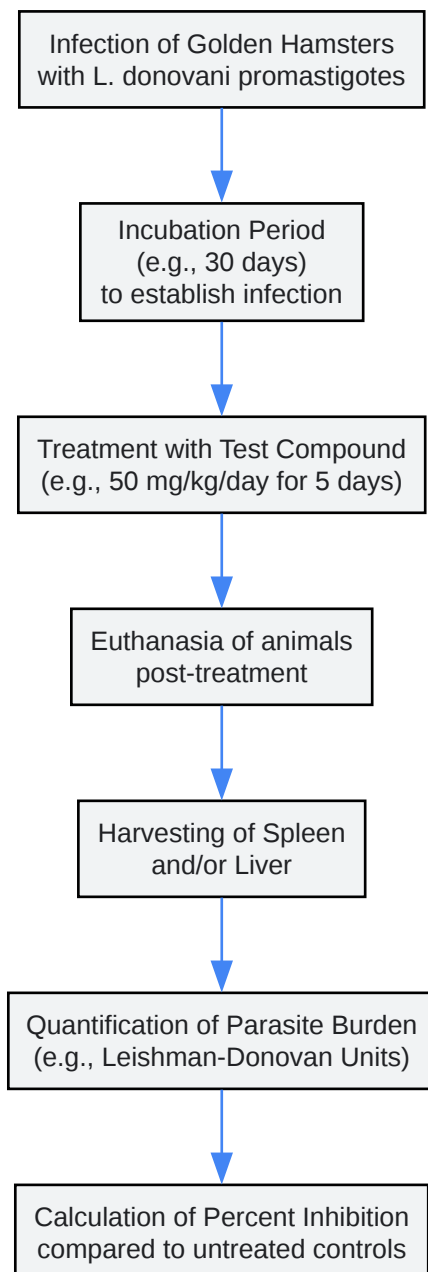 Infection of Golden Hamsters
with L. donovani promastigotes
Incubation Period
(e.g., 30 days)
to establish infection
Treatment with Test Compound
(e.g., 50 mg/kg/day for 5 days)
Euthanasia of animals
post-treatment
Harvesting of Spleen
and/or Liver
Quantification of Parasite Burden
(e.g., Leishman-Donovan Units)
Calculation of Percent Inhibition
compared to untreated controls